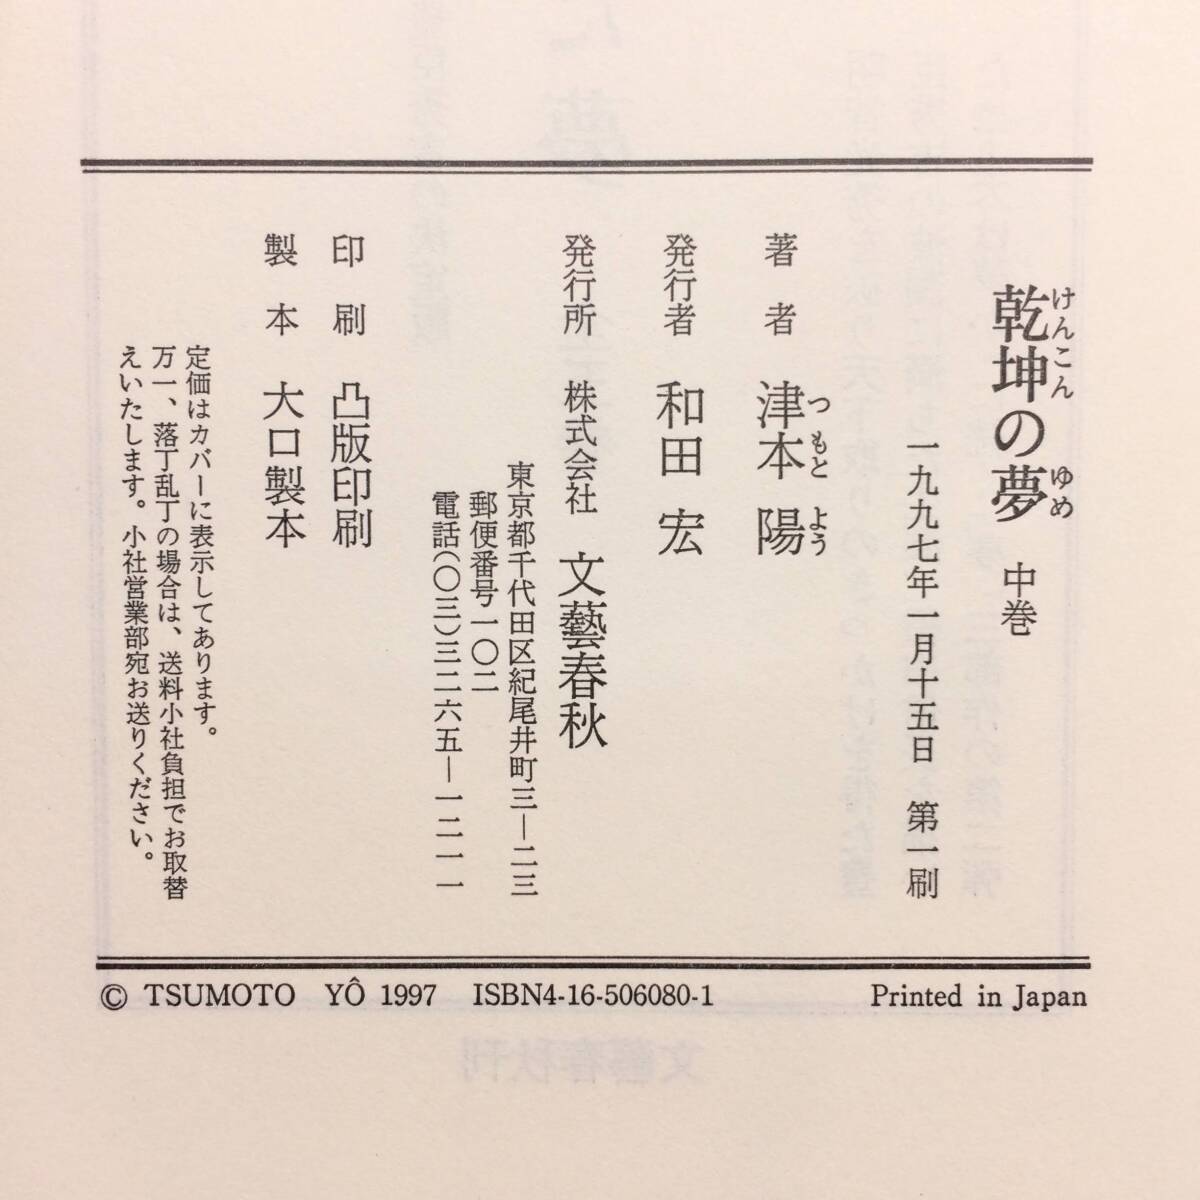 乾坤の夢 中巻
けんこん ゆめ
一九九七年一月十五日 第一刷
著者 津本 陽
つもと よう
発行者 和田 宏
発行所 株式会社 文藝春秋
東京都千代田区紀尾井町三―二三
郵便番号一〇二
電話(〇三)三二六五―一二一一
印刷 凸版印刷
製本 大口製本
定価はカバーに表示してあります。
万一、落丁乱丁の場合は、送料小社負担でお取替
えいたします。小社営業部宛お送りください。
© TSUMOTO YÔ 1997 ISBN4-16-506080-1 Printed in Japan